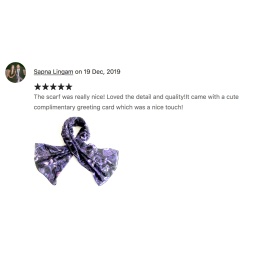 Sapna Lingam on 19 Dec, 2019
★★★★★
The scarf was really nice! Loved the detail and quality!It came with a cute
complimentary greeting card which was a nice touch!